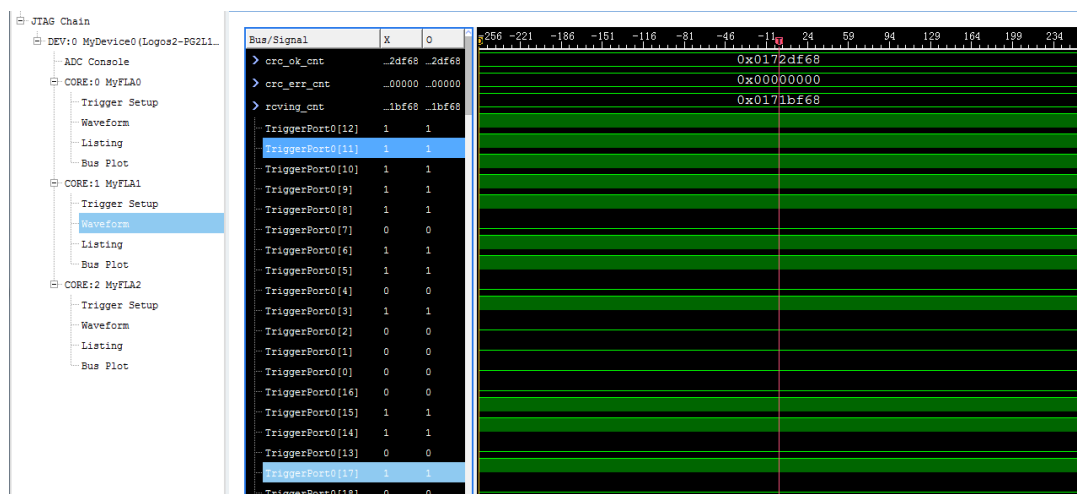 JTAG Chain
DEV:0 MyDevice0(Logos2-PG2L1…
ADC Console
CORE:0 MyFLA0
Trigger Setup
Waveform
Listing
Bus Plot
CORE:1 MyFLA1
Trigger Setup
Waveform
Listing
Bus Plot
CORE:2 MyFLA2
Trigger Setup
Waveform
Listing
Bus Plot
Bus/Signal X O
crc_ok_cnt …2df68 …2df68
crc_err_cnt …00000 …00000
rcving_cnt …1bf68 …1bf68
TriggerPort0[12] 1 1
TriggerPort0[11] 1 1
TriggerPort0[10] 1 1
TriggerPort0[9] 1 1
TriggerPort0[8] 1 1
TriggerPort0[7] 0 0
TriggerPort0[6] 1 1
TriggerPort0[5] 1 1
TriggerPort0[4] 0 0
TriggerPort0[3] 1 1
TriggerPort0[2] 0 0
TriggerPort0[1] 0 0
TriggerPort0[0] 0 0
TriggerPort0[16] 0 0
TriggerPort0[15] 1 1
TriggerPort0[14] 1 1
TriggerPort0[13] 0 0
TriggerPort0[17] 1 1
TriggerPort0[18] 0 0
-256 -221 -186 -151 -116 -81 -46 -11 24 59 94 129 164 199 234
T
0x0172df68
0x00000000
0x0171bf68